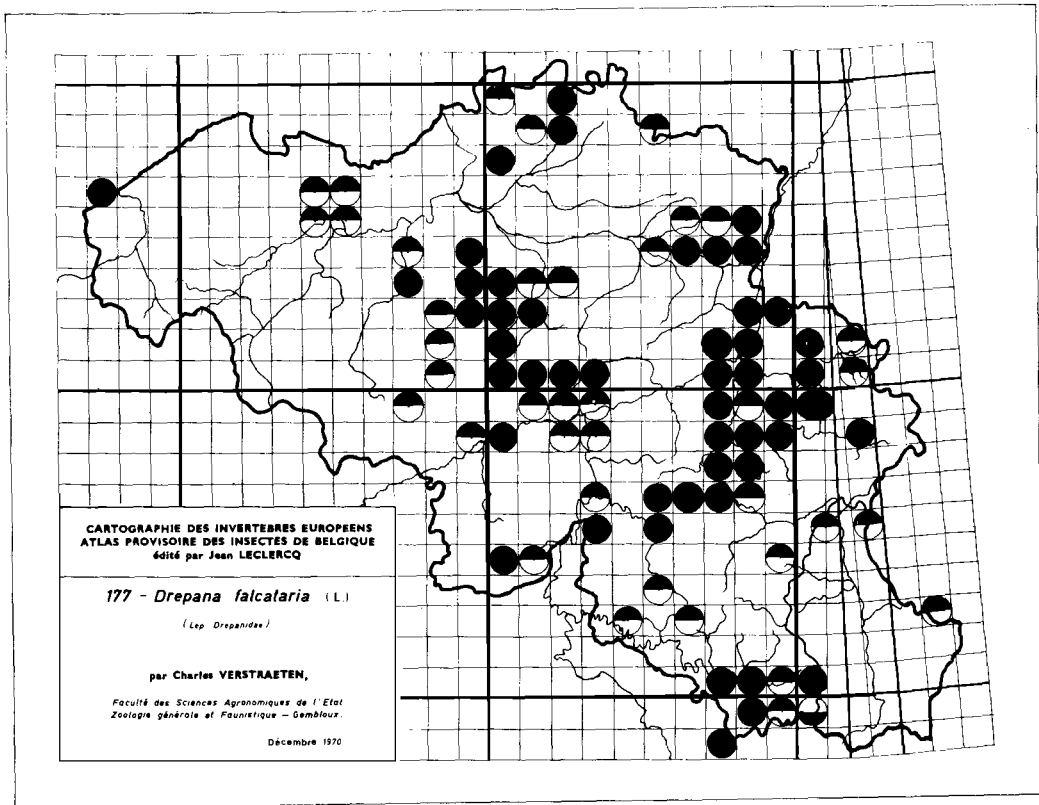 CARTOGRAPHIE DES INVERTEBRES EUROPEENS
ATLAS PROVISOIRE DES INSECTES DE BELGIQUE
édité par Jean LECLERCQ
177 - Drepana falcataria (L.)
(Lep Drepanidae)
par Charles VERSTRAETEN,
Faculté des Sciences Agronomiques de l'Etat
Zoologie générale et Faunistique — Gembloux.
Décembre 1970